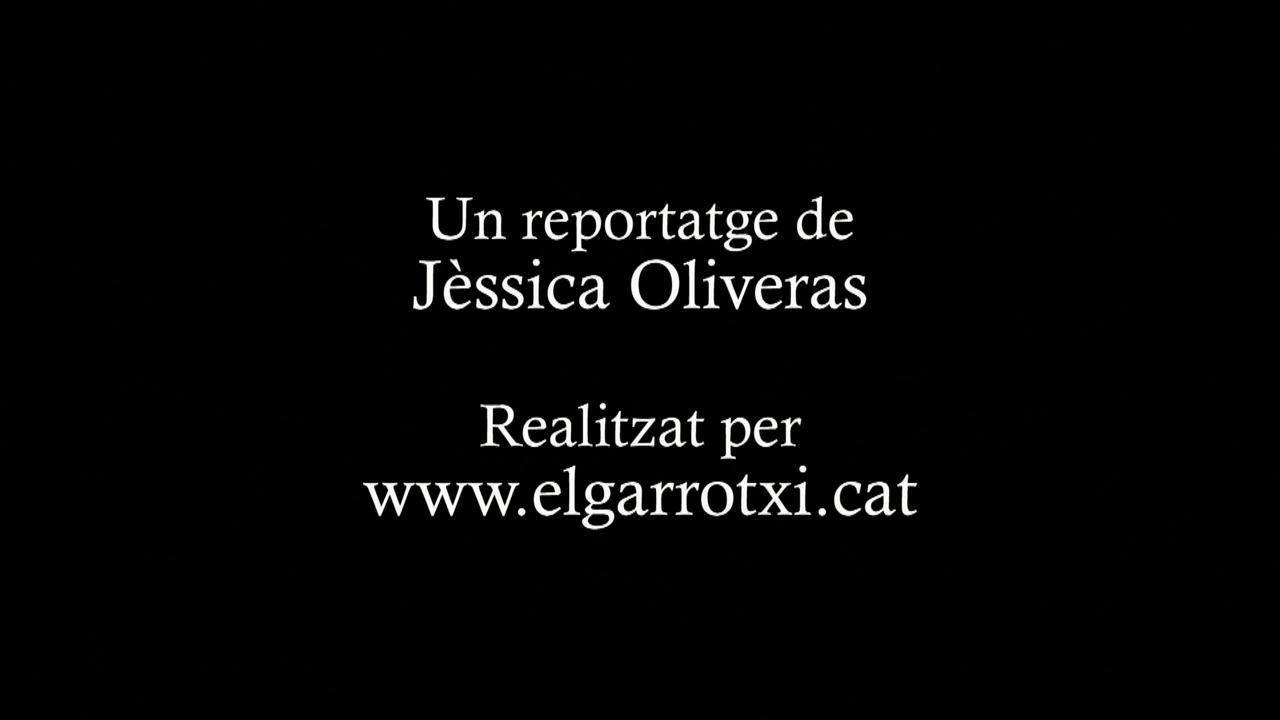 Un reportatge de
Jèssica Oliveras
Realitzat per
www.elgarrotxi.cat